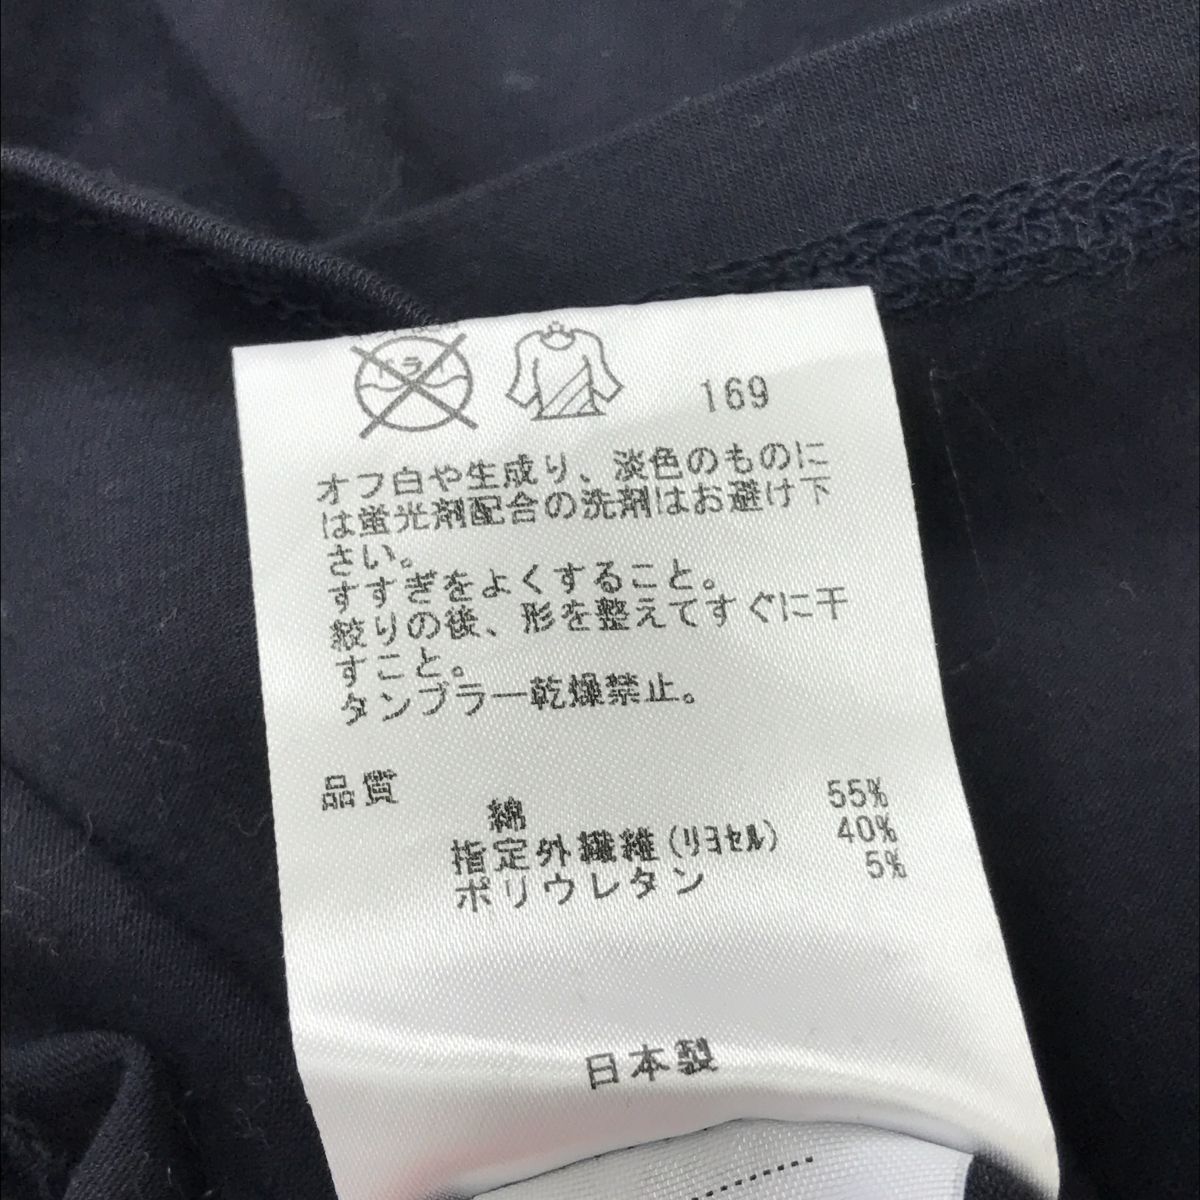 ドライ
169
オフ白や生成り、淡色のものに
は蛍光剤配合の洗剤はお避け下
さい。
すすぎをよくすること。
絞りの後、形を整えてすぐに干
すこと。
タンブラー乾燥禁止。
品質
綿 55%
指定外繊維(リヨセル) 40%
ポリウレタン 5%
日本製